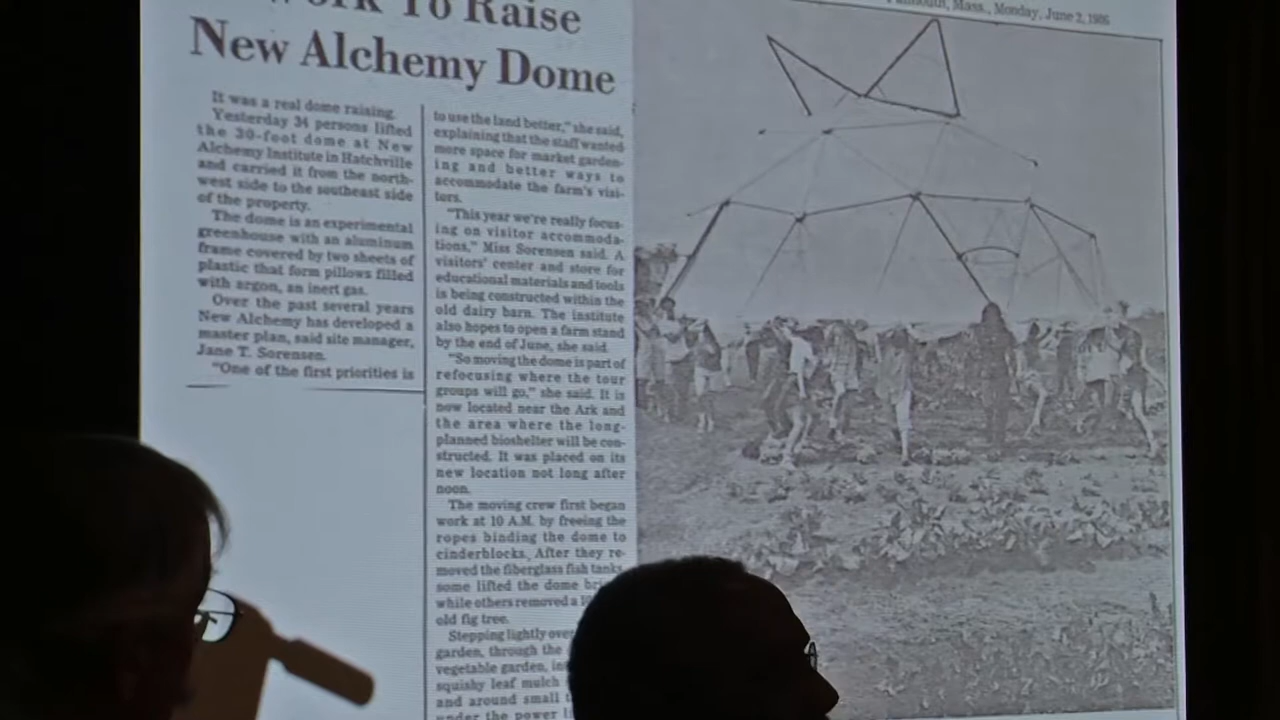 To Raise
New Alchemy Dome
Mass., Monday, June 2, 1986
It was a real dome raising.
Yesterday 34 persons lifted
the 30-foot dome at New
Alchemy Institute in Hatchville
and carried it from the north-
west side to the southeast side
of the property.
The dome is an experimental
greenhouse with an aluminum
frame covered by two sheets of
plastic that form pillows filled
with argon, an inert gas.
Over the past several years
New Alchemy has developed a
master plan, said site manager,
Jane T. Sorensen.
"One of the first priorities is
to use the land better," she said,
explaining that the staff wanted
more space for market garden-
ing and better ways to
accommodate the farm's visi-
tors.
"This year we're really focus-
ing on visitor accommoda-
tions," Miss Sorensen said. A
visitors' center and store for
educational materials and tools
is being constructed within the
old dairy barn. The institute
also hopes to open a farm stand
by the end of June, she said.
"So moving the dome is part of
refocusing where the tour
groups will go," she said. It is
now located near the Ark and
the area where the long-
planned bioshelter will be con-
structed. It was placed on its
new location not long after
noon.
The moving crew first began
work at 10 A.M. by freeing the
ropes binding the dome to
cinderblocks. After they re-
moved the fiberglass fish tanks,
some lifted the dome
while others removed a
old fig tree.
Stepping lightly over
garden, through the
vegetable garden,
squishy leaf mulch
and around small
under the power